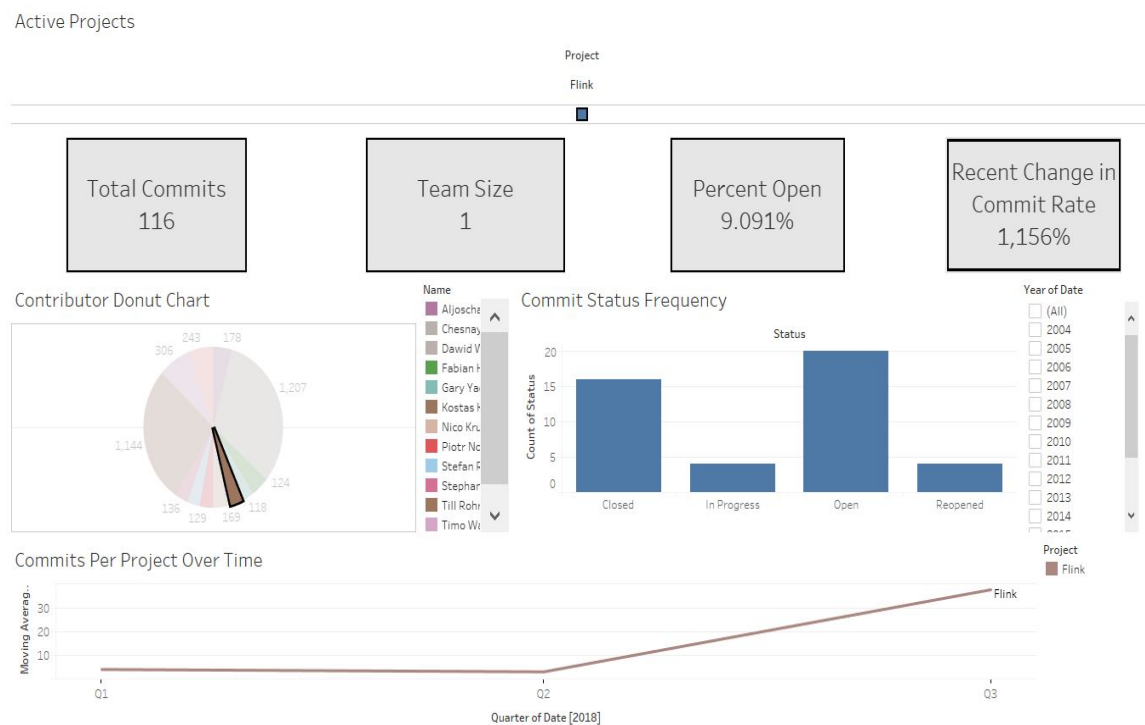 Active Projects
Project
Flink
Total Commits
116
Team Size
1
Percent Open
9.091%
Recent Change in
Commit Rate
1,156%
Contributor Donut Chart
243
178
306
1,207
1,144
124
118
169
129
136
Name
Aljoscha
Chesnay
Dawid W
Fabian H
Gary Ya
Kostas K
Nico Kru
Piotr No
Stefan R
Stephan
Till Rohr
Timo Wa
Commit Status Frequency
Status
Count of Status
20
15
10
5
0
Closed
In Progress
Open
Reopened
Year of Date
(All)
2004
2005
2006
2007
2008
2009
2010
2011
2012
2013
2014
Commits Per Project Over Time
Moving Averag..
30
20
10
Flink
Q1
Q2
Q3
Quarter of Date [2018]
Project
Flink